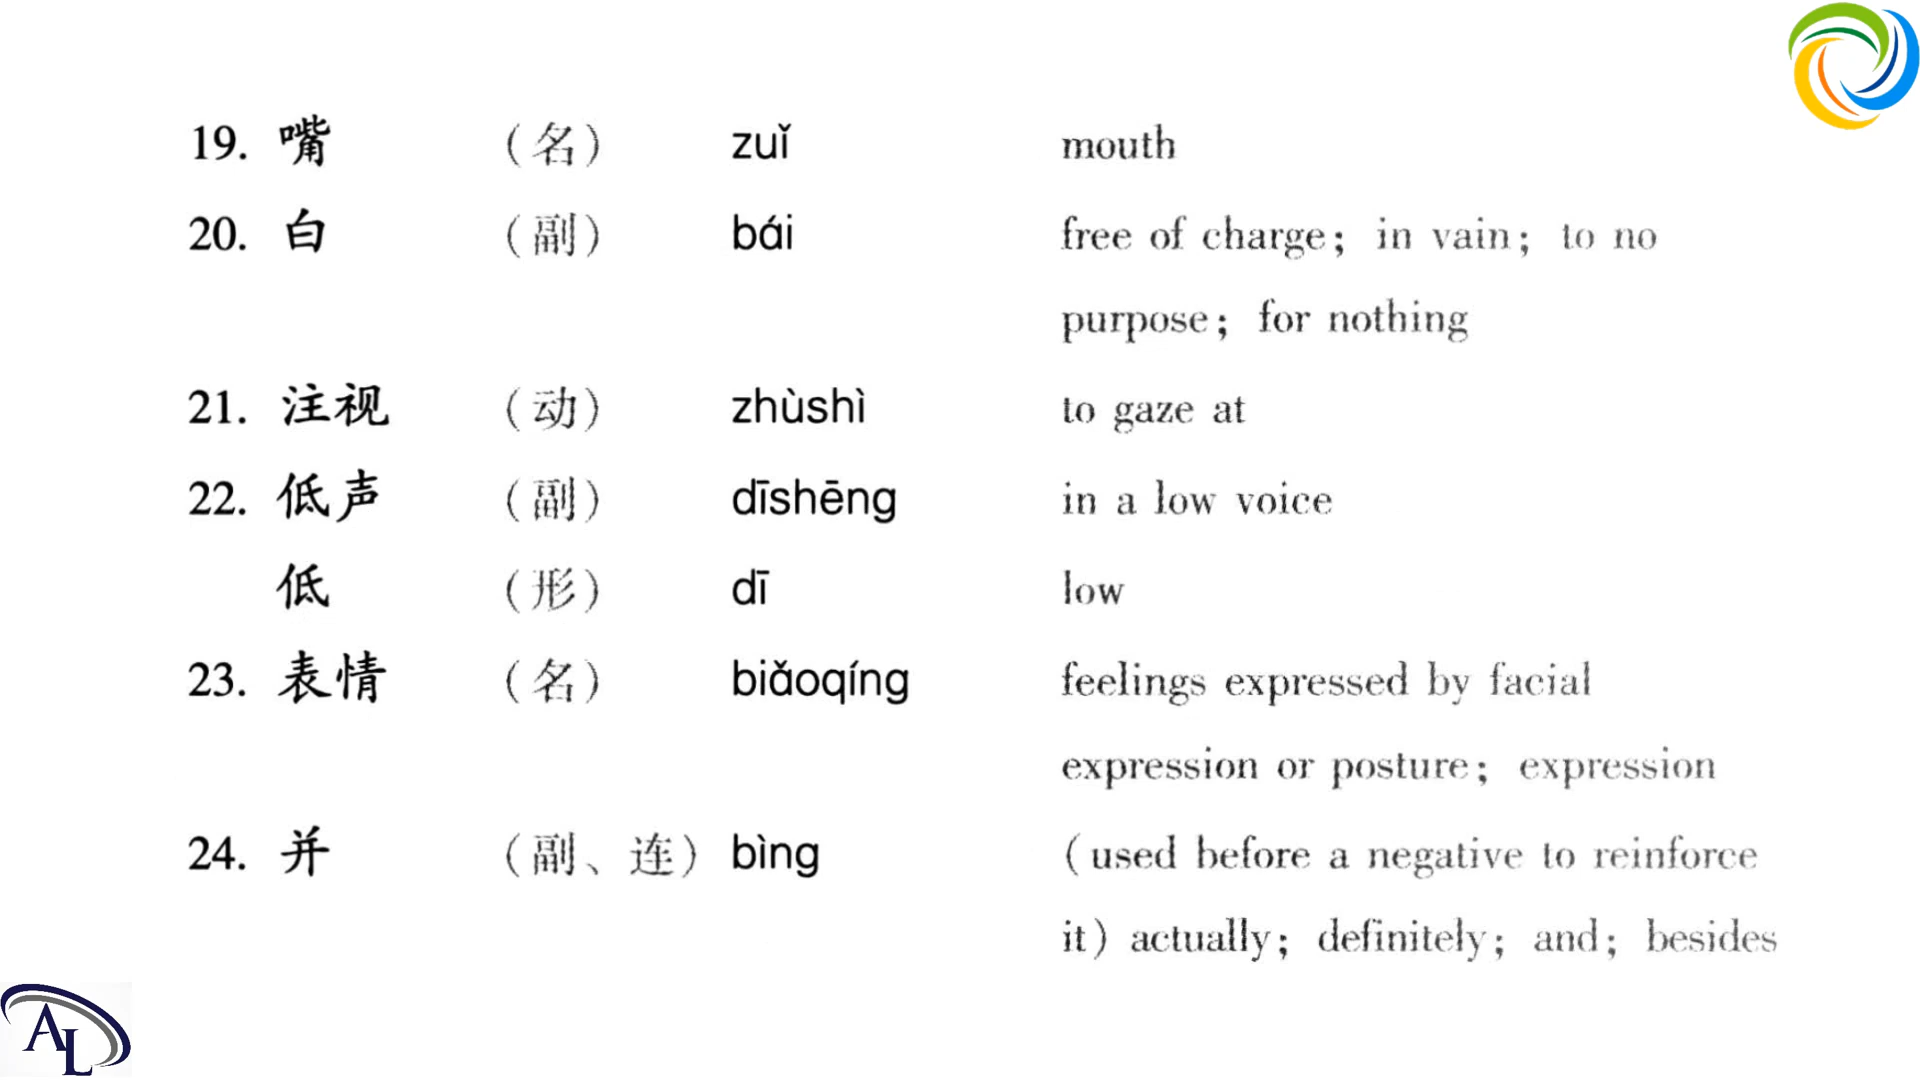 19. 嘴 （名） zuǐ mouth
20. 白 （副） bái free of charge; in vain; to no
purpose; for nothing
21. 注视 （动） zhùshì to gaze at
22. 低声 （副） dīshēng in a low voice
低 （形） dī low
23. 表情 （名） biǎoqíng feelings expressed by facial
expression or posture; expression
24. 并 （副、连） bìng (used before a negative to reinforce
it) actually; definitely; and; besides
AL